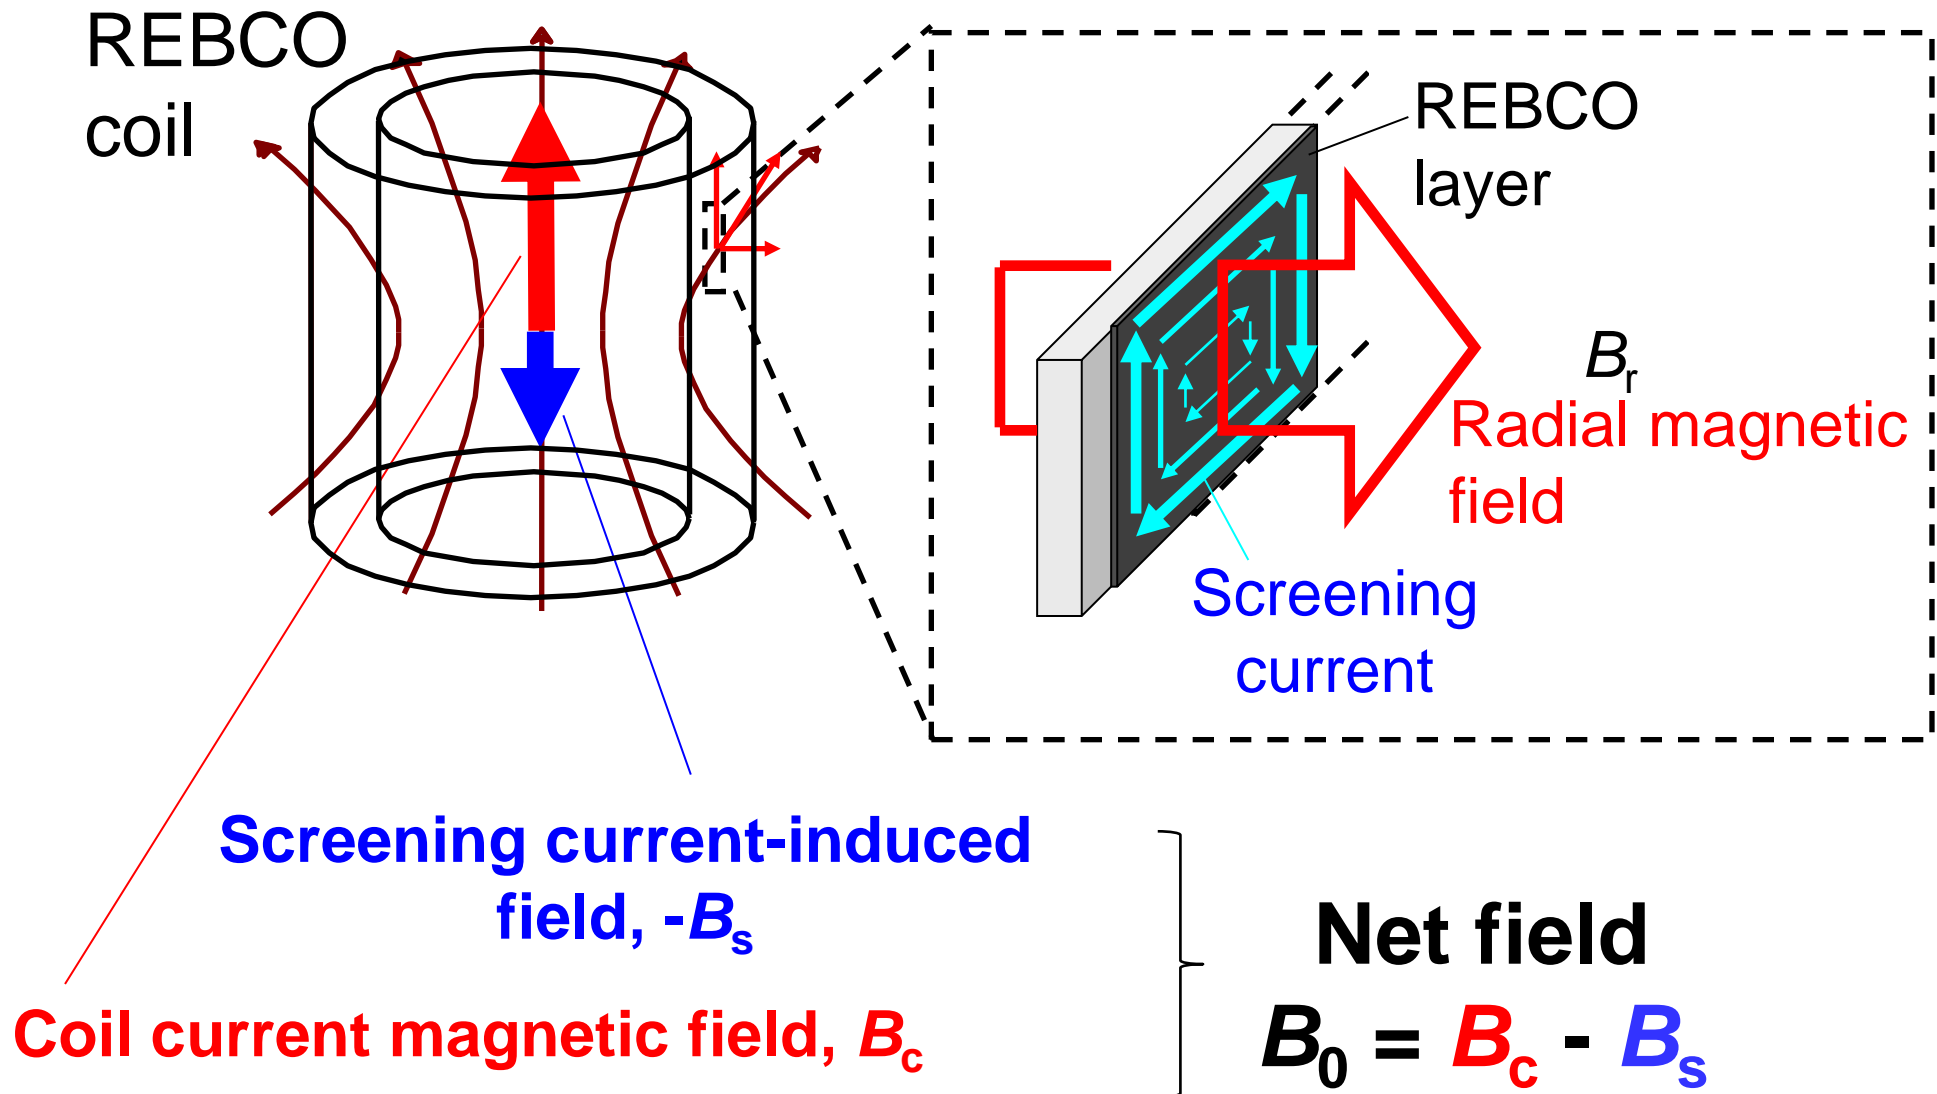 REBCO
coil
REBCO
layer
Br
Radial magnetic
field
Screening
current
Screening current-induced
field, -Bs
Coil current magnetic field, Bc
Net field
B0 = Bc - Bs